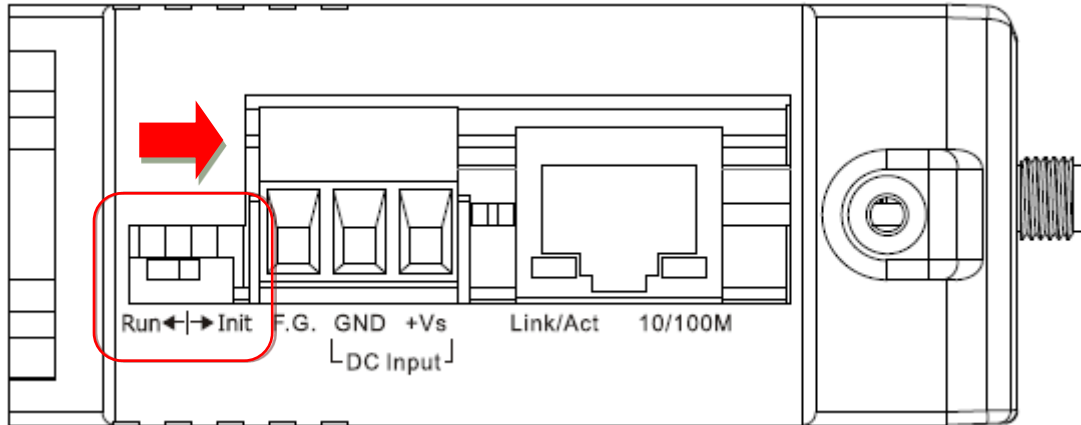 Run←|→Init F.G. GND +Vs Link/Act 10/100M
DC Input